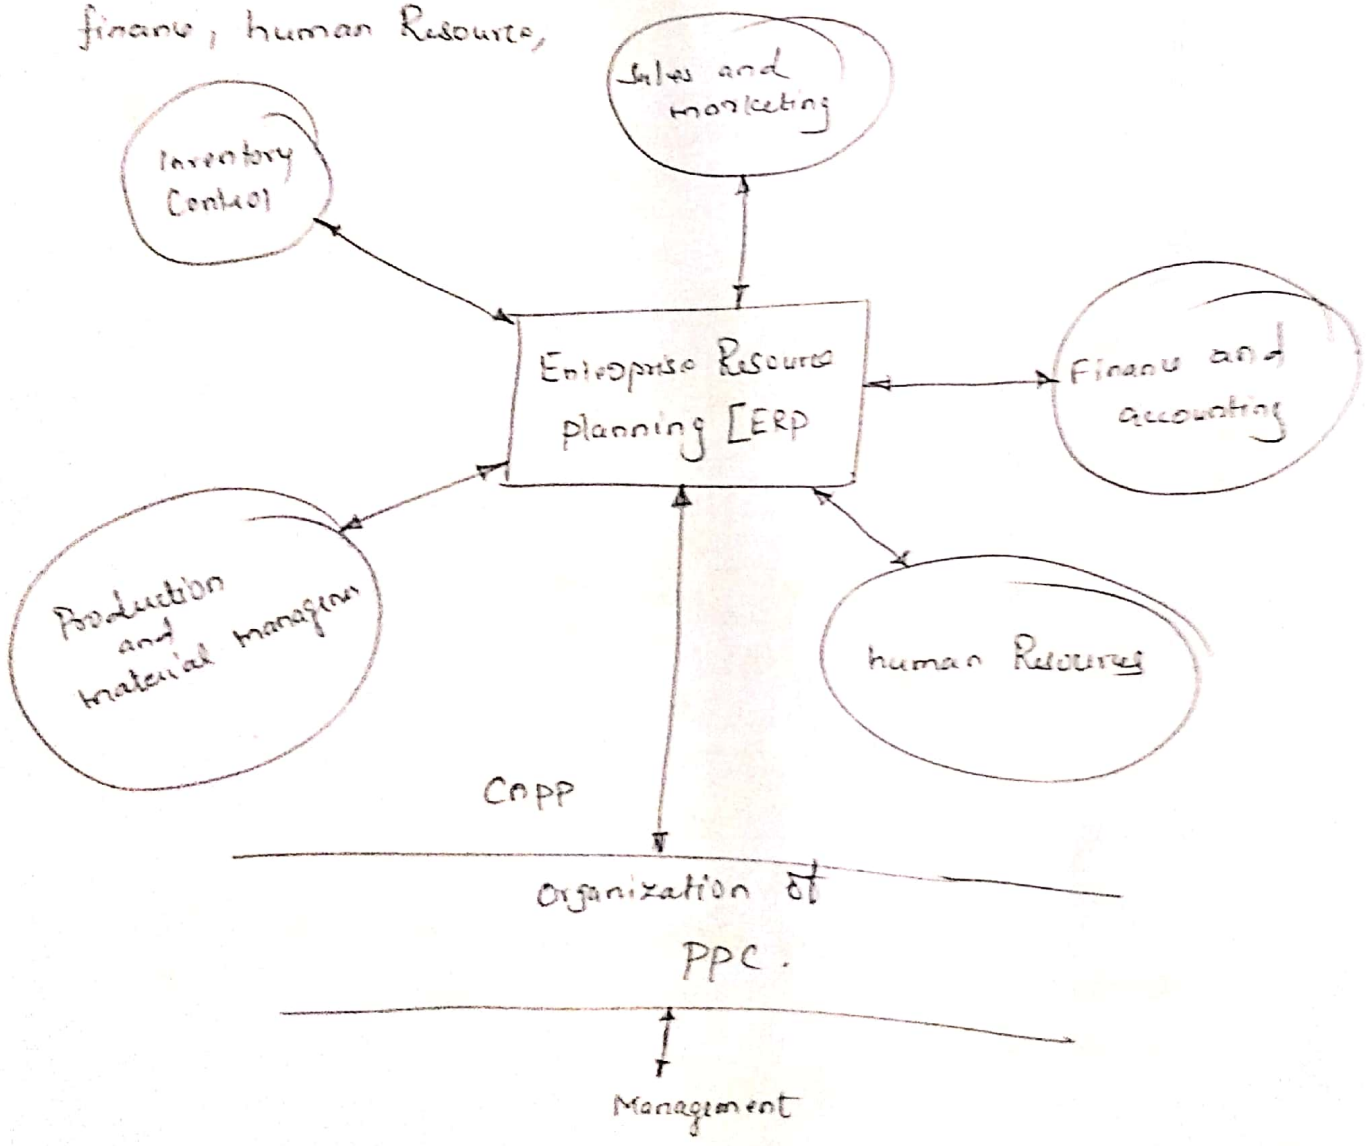 finance, human Resource,
Sales and
marketing
Inventory
Control
Enterprise Resource
planning [ERP
Finance and
accounting
Production
and
material managemen
human Resources
CAPP
Organization of
PPC.
Management